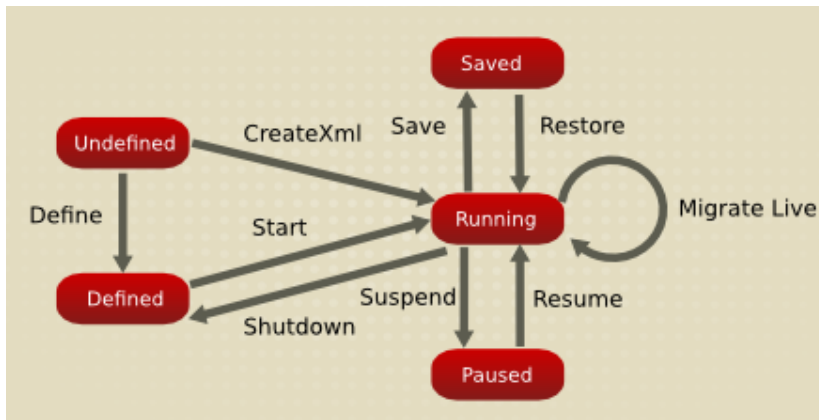 Saved
CreateXml
Save
Restore
Undefined
Define
Running
Migrate Live
Start
Defined
Suspend
Resume
Shutdown
Paused